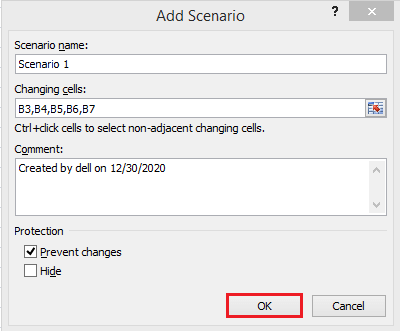 Add Scenario
?
Scenario name:
Scenario 1
Changing cells:
B3,B4,B5,B6,B7
Ctrl+click cells to select non-adjacent changing cells.
Comment:
Created by dell on 12/30/2020
Protection
Prevent changes
Hide
OK Cancel